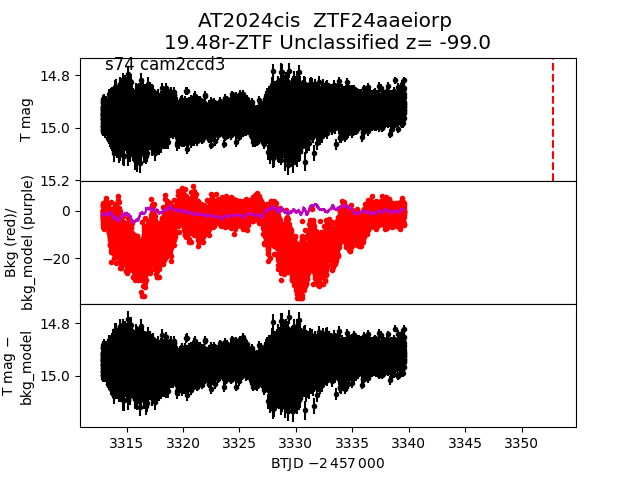 AT2024cis  ZTF24aaeiorp
19.48r-ZTF Unclassified z= -99.0
s74 cam2ccd3
14.8
15.0
15.2
T mag
0
−20
Bkg (red)/
bkg_model (purple)
14.8
15.0
T mag −
bkg_model
3315 3320 3325 3330 3335 3340 3345 3350
BTJD −2 457 000